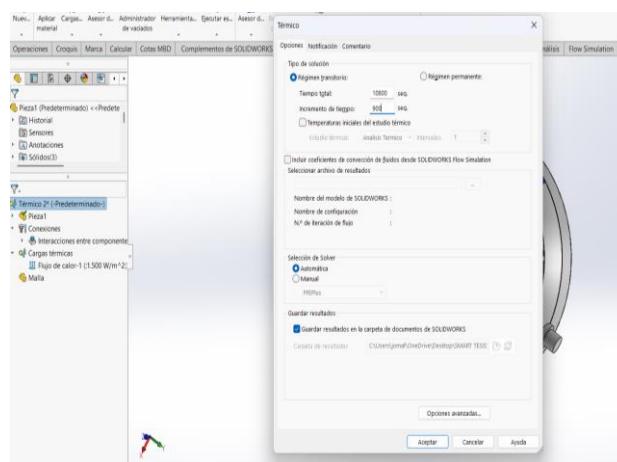 Nuev... Aplicar Cargas... Asesor d... Administrador Herramienta... Ejecutar es... Asesor d...
material de vaciados
Operaciones Croquis Marca Calcular Cotas MBD Complementos de SOLIDWORKS
Flow Simulation
Pieza1 (Predeterminado) <<Predete
Historial
Sensores
Anotaciones
Sólidos(3)
Térmico 2* (-Predeterminado-)
Pieza1
Conexiones
Interacciones entre componente
Cargas térmicas
Flujo de calor-1 (:1.500 W/m^2:
Malla
Térmico
Opciones Notificación Comentario
Tipo de solución
Régimen transitorio: Régimen permanente:
Tiempo total: 10800 seg.
Incremento de tiempo: 900 seg.
Temperaturas iniciales del estudio térmico
Estudio térmico: Análisis Termico Intervalos: 1
Incluir coeficientes de convección de fluidos desde SOLIDWORKS Flow Simulation
Seleccionar archivo de resultados
Nombre del modelo de SOLIDWORKS :
Nombre de configuración :
N.º de iteración de flujo :
Selección de Solver
Automática
Manual
FFEPlus
Guardar resultados
Guardar resultados en la carpeta de documentos de SOLIDWORKS
Carpeta de resultados
Opciones avanzadas...
Aceptar Cancelar Ayuda